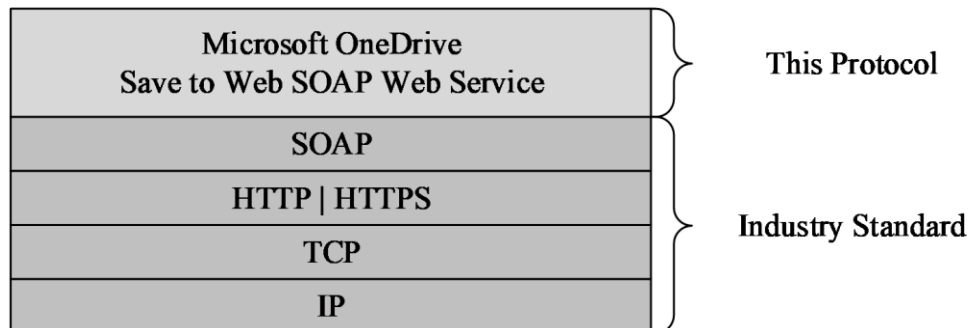 Microsoft OneDrive
Save to Web SOAP Web Service
This Protocol
SOAP
HTTP | HTTPS
TCP
IP
Industry Standard